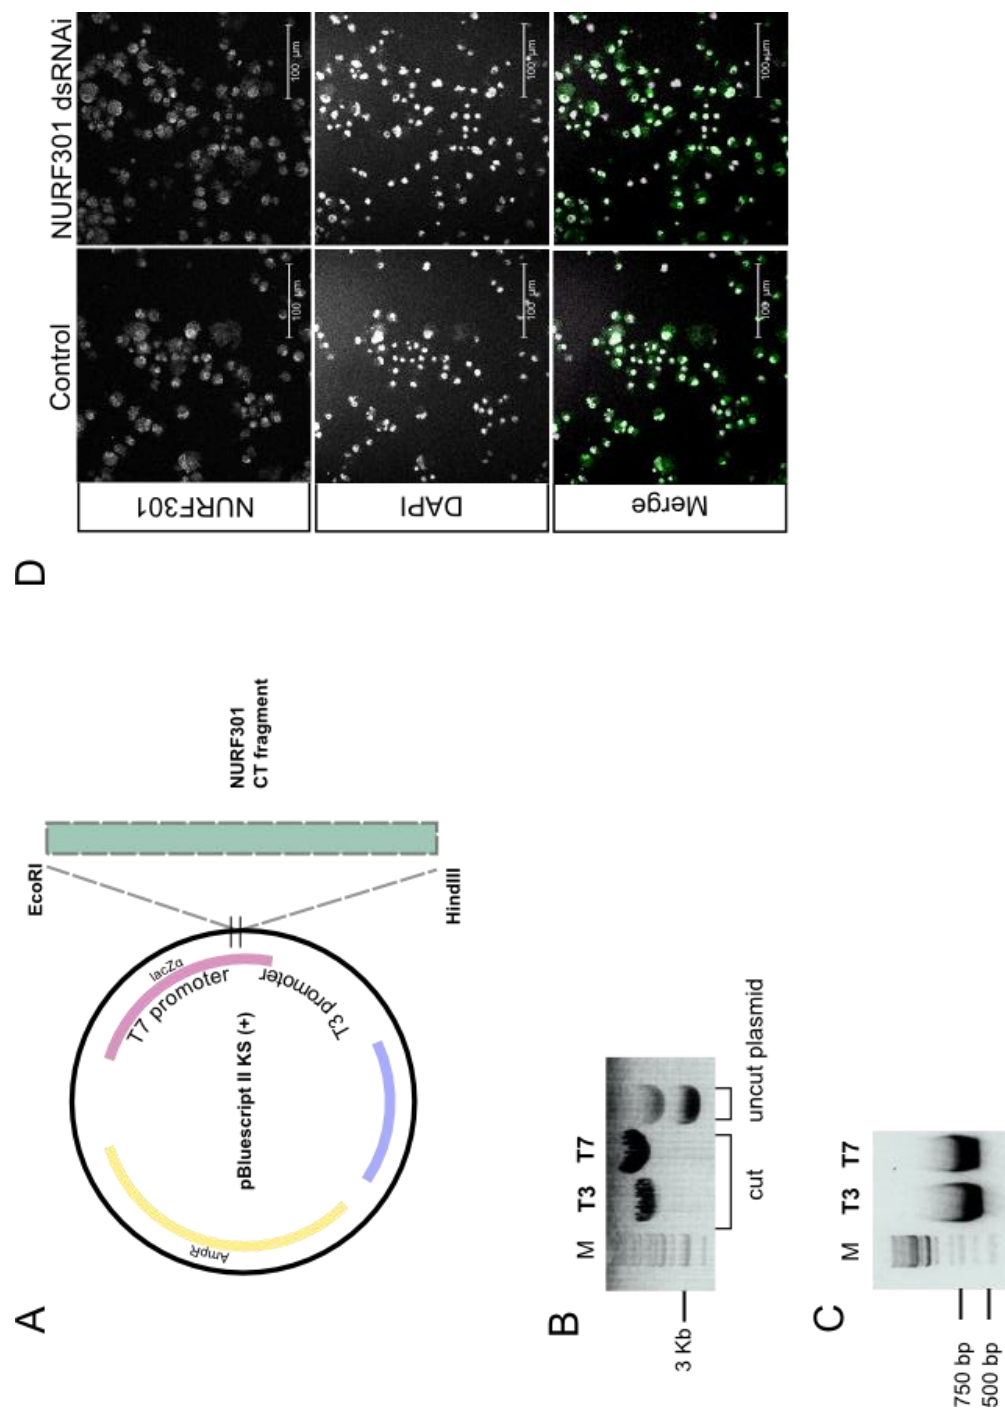 A
EcoRI
NURF301
CT fragment
HindIII
lacZα
T7 promoter
T3 promoter
pBluescript II KS (+)
AmpR
B
M
T3
T7
3 Kb
cut
uncut plasmid
C
M
T3
T7
750 bp
500 bp
D
Control
NURF301 dsRNAi
NURF301
100 µm
100 µm
DAPI
100 µm
100 µm
Merge
100 µm
100 µm